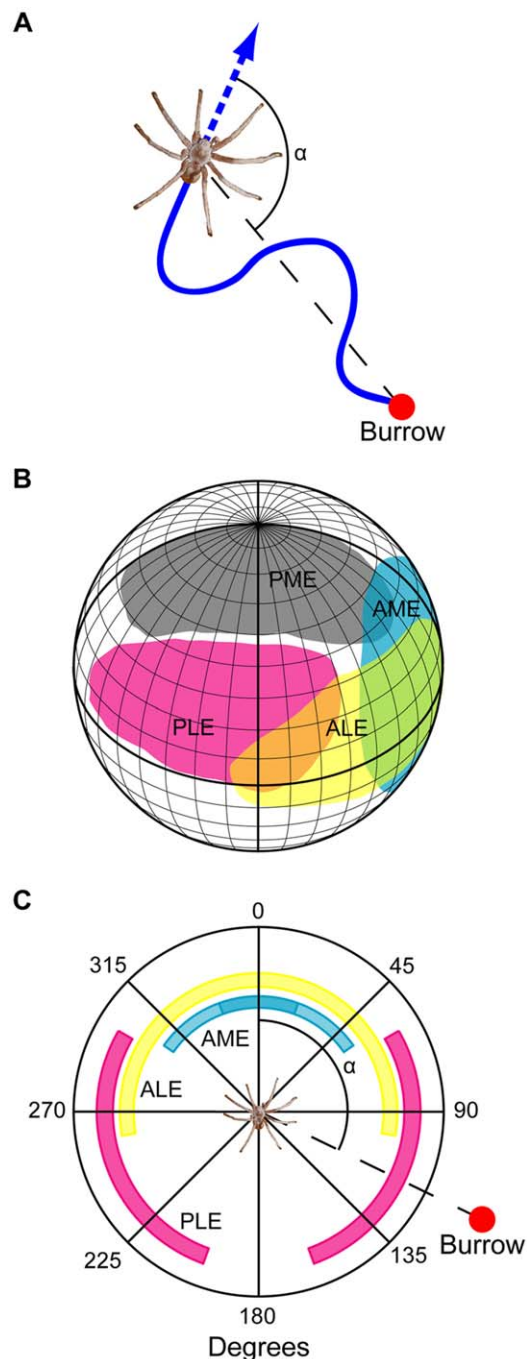 A
α
Burrow
B
PME
AME
PLE
ALE
C
0
315
45
AME
α
ALE
270
90
PLE
Burrow
225
135
180
Degrees